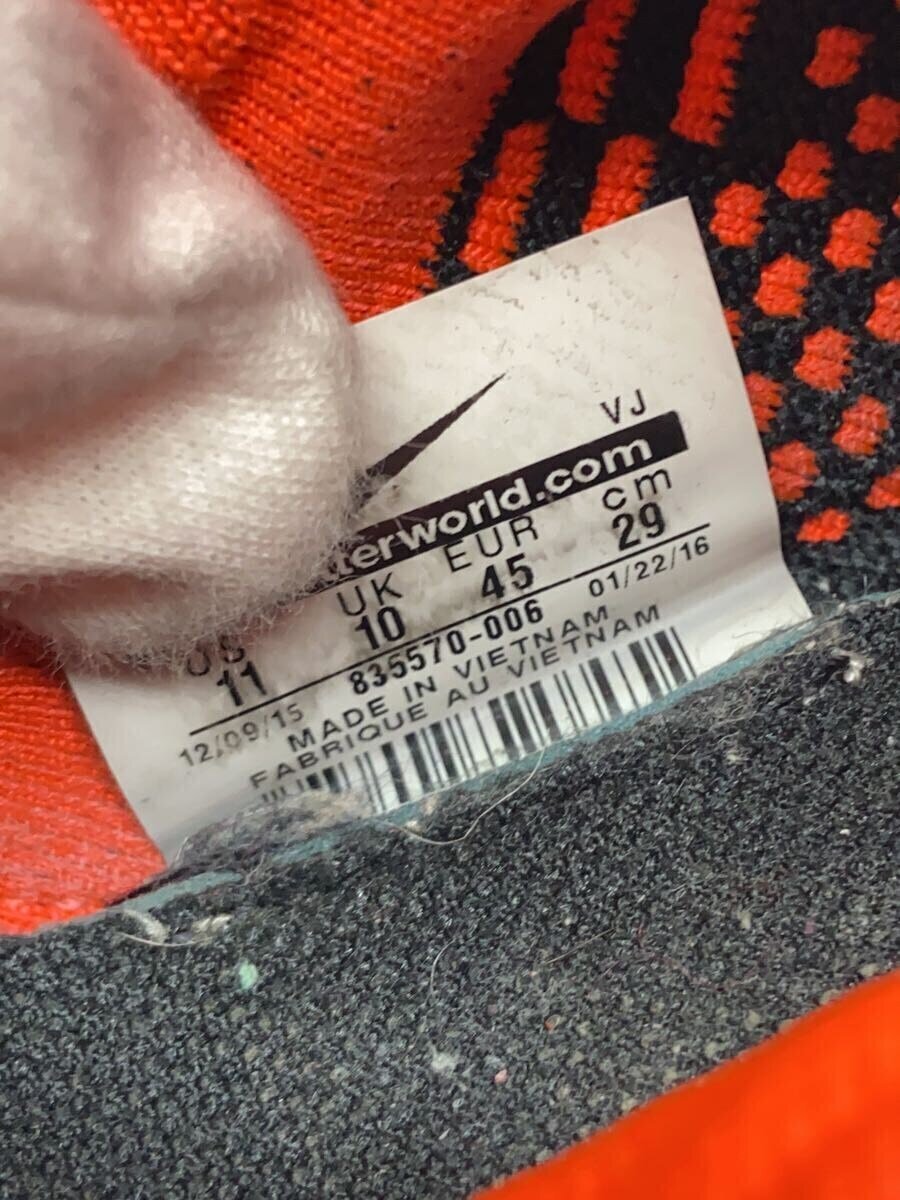 VJ
terworld.com
US UK EUR cm
11 10 45 29
835570-006
12/09/15 01/22/16
MADE IN VIETNAM
FABRIQUE AU VIETNAM